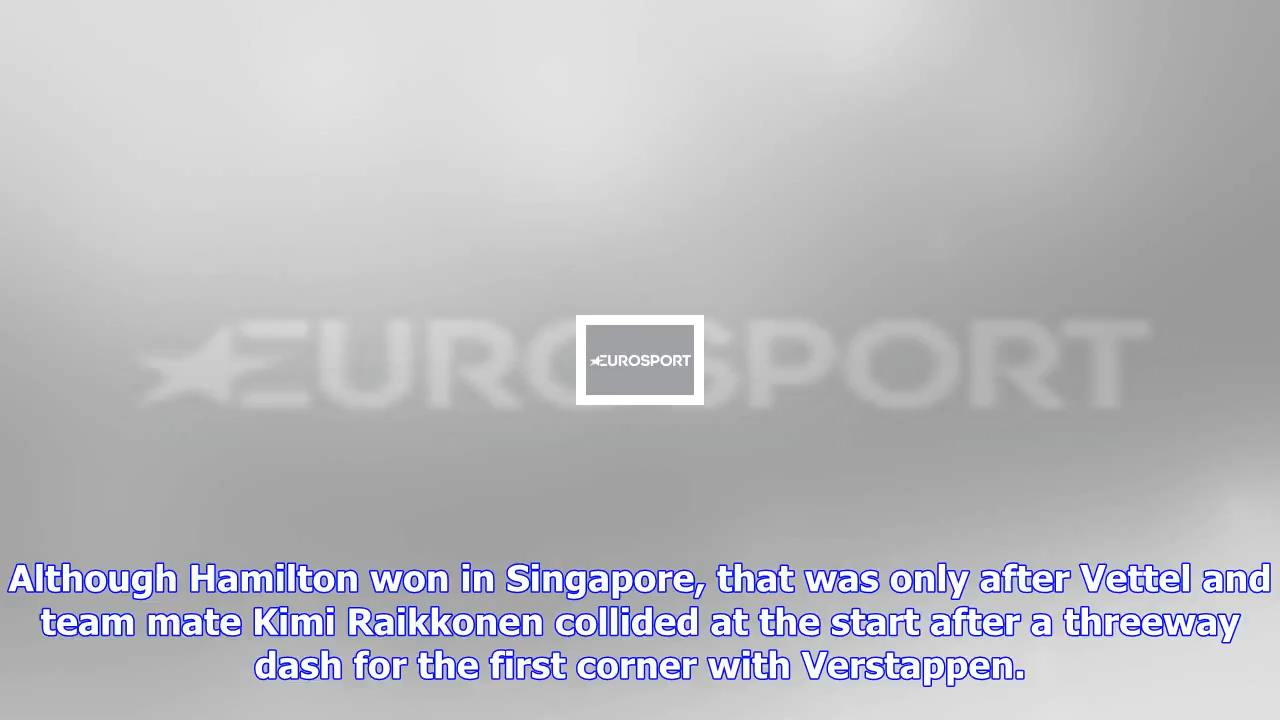 EUROSPORT
EUROSPORT
Although Hamilton won in Singapore, that was only after Vettel and
team mate Kimi Raikkonen collided at the start after a threeway
dash for the first corner with Verstappen.